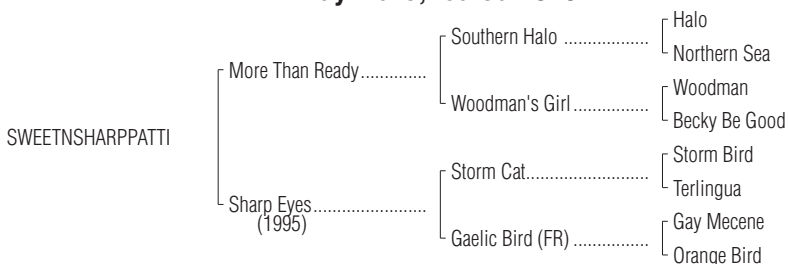 Halo
Southern Halo ..................
Northern Sea
More Than Ready ..............
Woodman
Woodman's Girl ................
Becky Be Good
SWEETNSHARPPATTI
Storm Bird
Storm Cat ..........................
Terlingua
Sharp Eyes ........................
(1995)
Gay Mecene
Gaelic Bird (FR) ................
Orange Bird